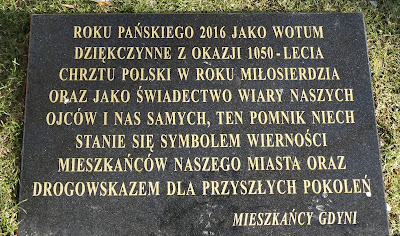 ROKU PAŃSKIEGO 2016 JAKO WOTUM
DZIĘKCZYNNE Z OKAZJI 1050-LECIA
CHRZTU POLSKI W ROKU MIŁOSIERDZIA
ORAZ JAKO ŚWIADECTWO WIARY NASZYCH
OJCÓW I NAS SAMYCH, TEN POMNIK NIECH
STANIE SIĘ SYMBOLEM WIERNOŚCI
MIESZKAŃCÓW NASZEGO MIASTA ORAZ
DROGOWSKAZEM DLA PRZYSZŁYCH POKOLEŃ
MIESZKAŃCY GDYNI